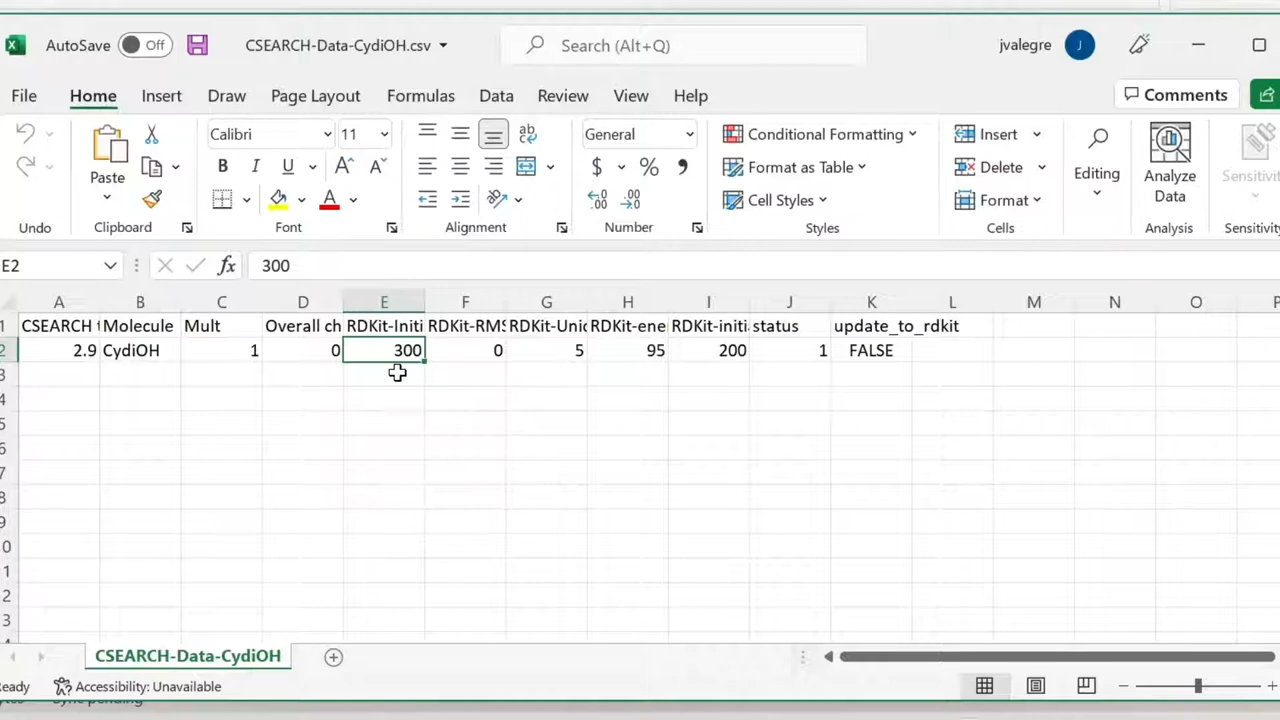 AutoSave Off CSEARCH-Data-CydiOH.csv Search (Alt+Q) jvalegre J
File Home Insert Draw Page Layout Formulas Data Review View Help Comments
Calibri 11 General Conditional Formatting Insert
Paste B I U A A $ % Format as Table Delete Editing Analyze Data Sensitivi
A Cell Styles Format
Undo Clipboard Font Alignment Number Styles Cells Analysis Sensitivity
E2 fx 300
A B C D E F G H I J K L M N O P
1 CSEARCH Molecule Mult Overall ch RDKit-Initi RDKit-RMS RDKit-Unic RDKit-ene RDKit-initi status update_to_rdkit
2 2.9 CydiOH 1 0 300 0 5 95 200 1 FALSE
3
4
5
6
7
8
9
0
1
2
3
CSEARCH-Data-CydiOH
eady Accessibility: Unavailable
Sync pending